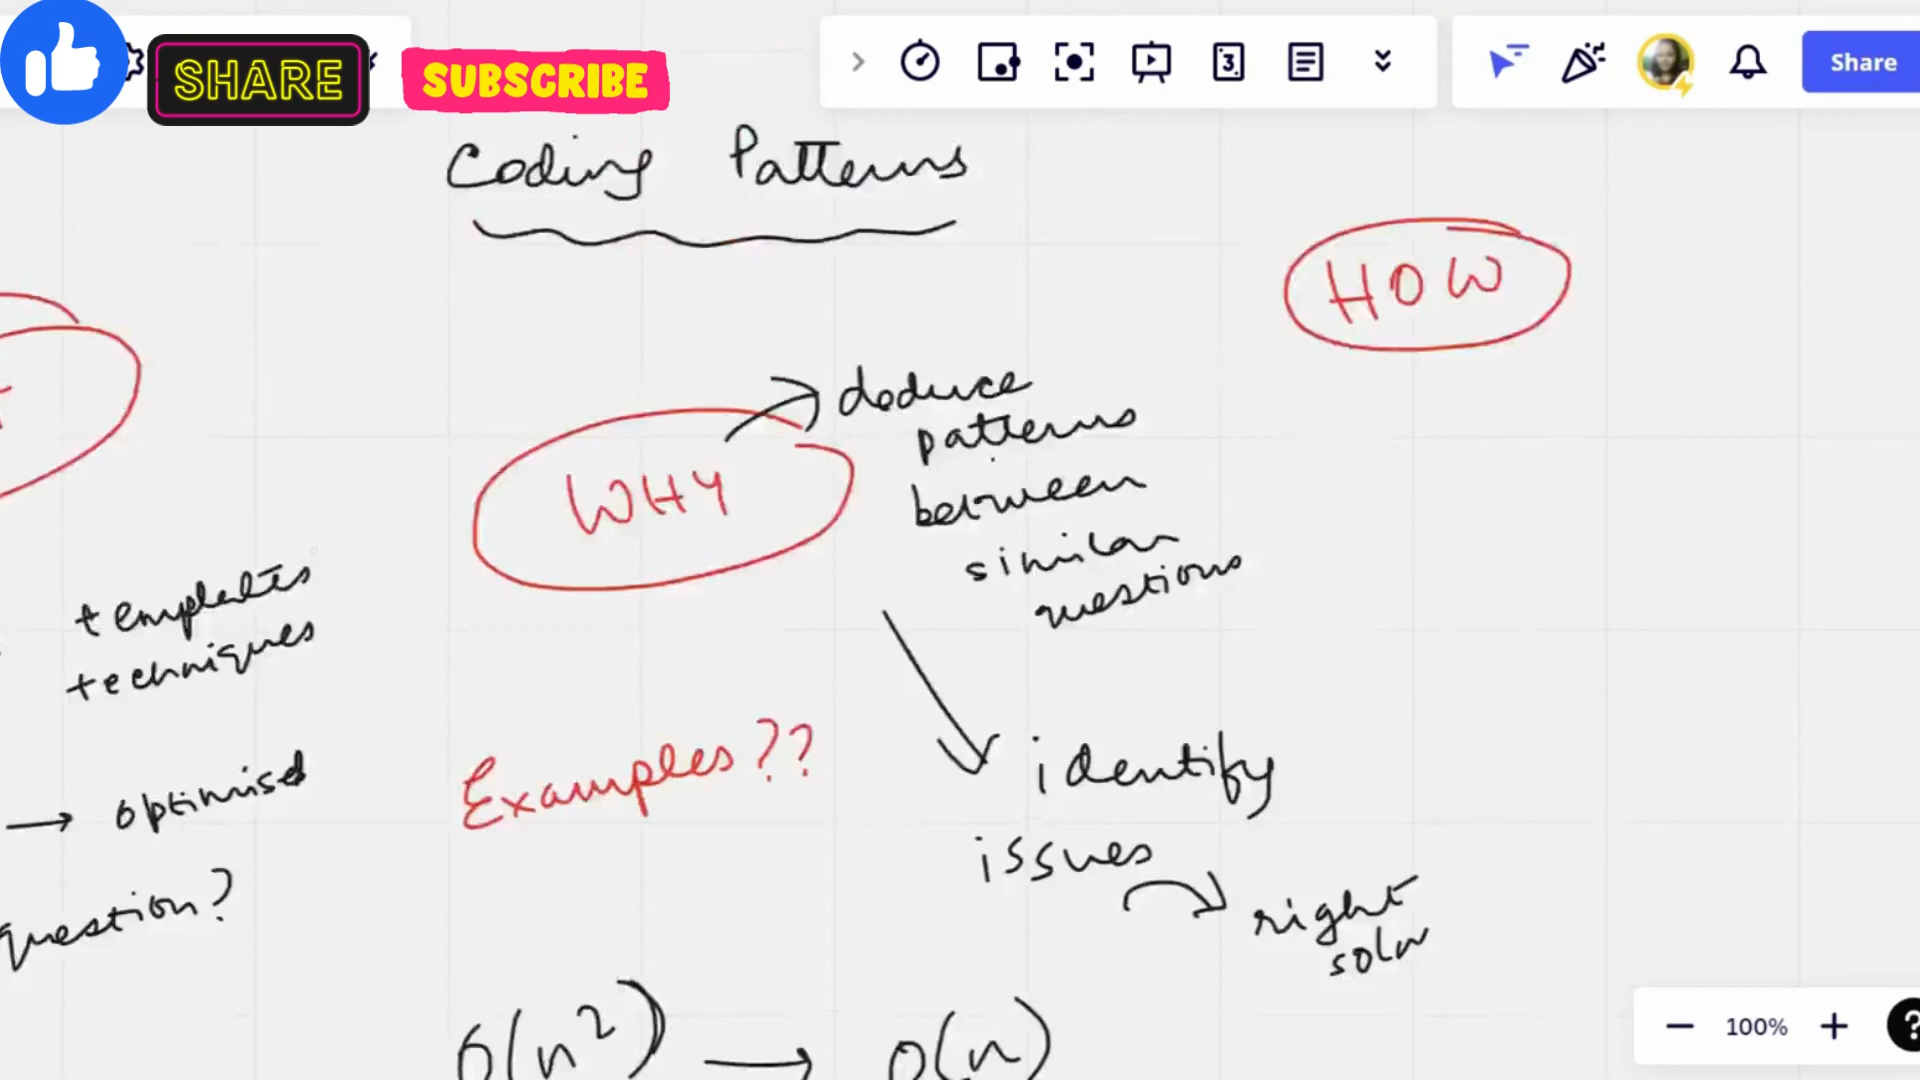 SHARE
SUBSCRIBE
3
Share
Coding Patterns
HOW
WHY
deduce
patterns
between
similar
questions
templates
techniques
optimised
question?
Examples??
identify
issues
right
soln
O(n²) → O(n)
100%
?